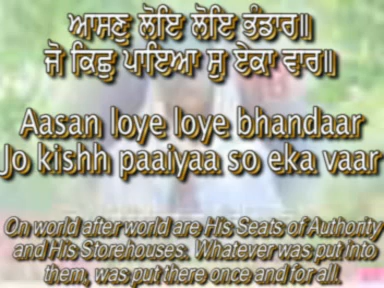 ਆਸਣੁ ਲੋਇ ਲੋਇ ਭੰਡਾਰ॥
ਜੋ ਕਿਛੁ ਪਾਇਆ ਸੁ ਏਕਾ ਵਾਰ॥
Aasan loye loye bhandaar
Jo kishh paaiyaa so eka vaar
On world after world are His Seats of Authority
and His Storehouses. Whatever was put into
them, was put there once and for all.